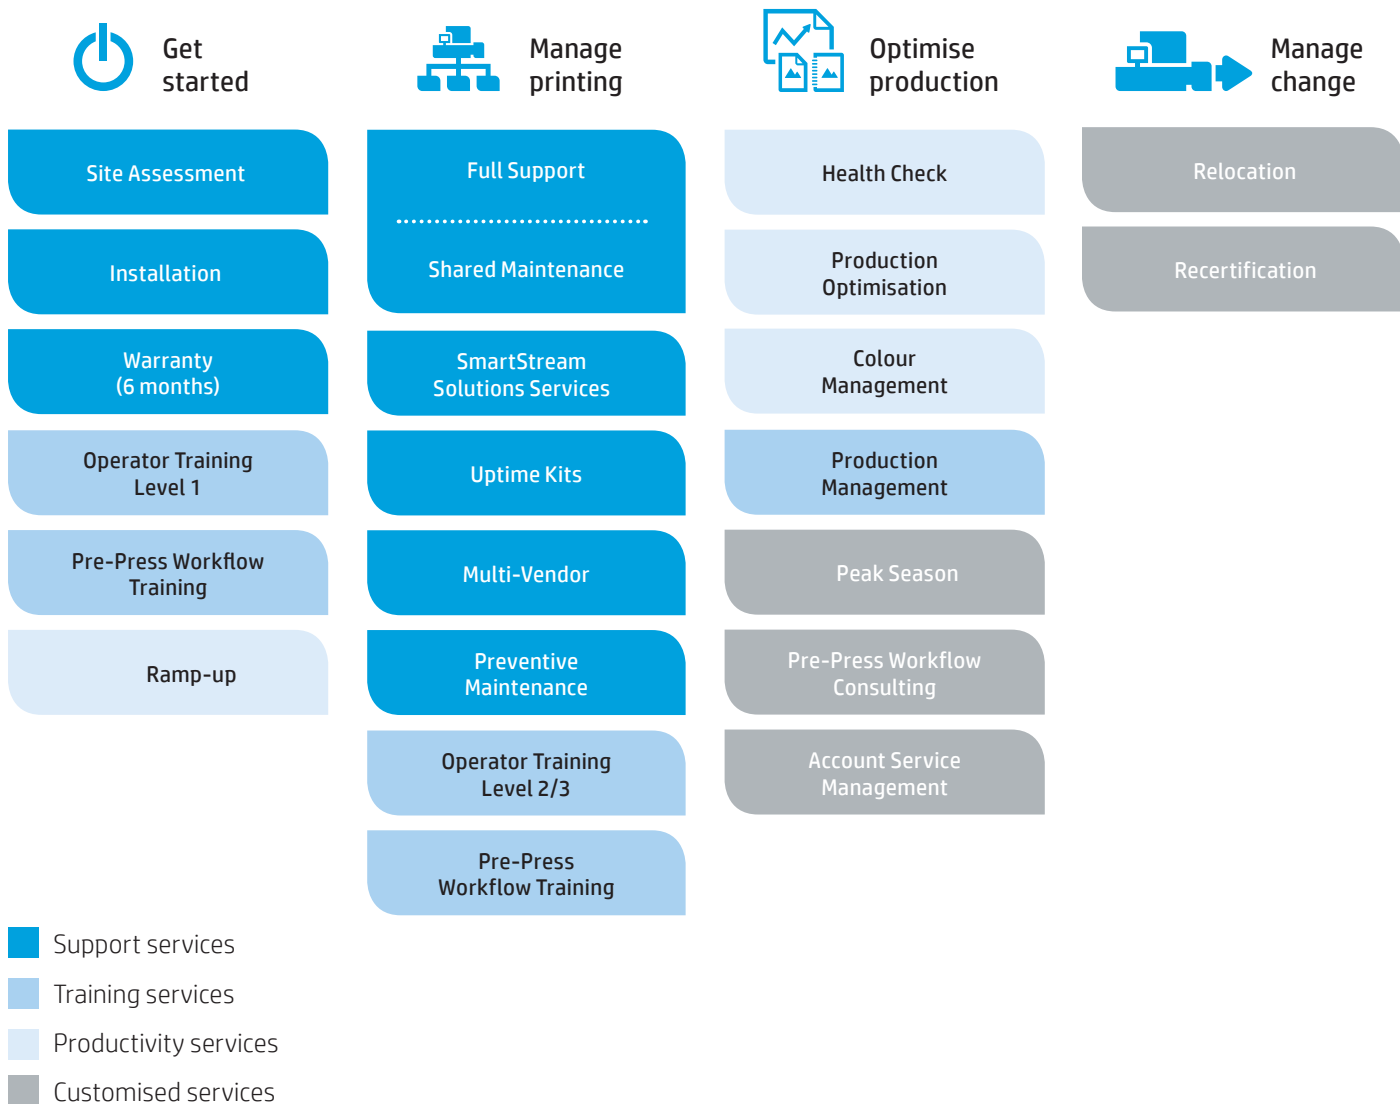 Get
started
Site Assessment
Installation
Warranty
(6 months)
Operator Training
Level 1
Pre-Press Workflow
Training
Ramp-up
Manage
printing
Full Support
Shared Maintenance
SmartStream
Solutions Services
Uptime Kits
Multi-Vendor
Preventive
Maintenance
Operator Training
Level 2/3
Pre-Press
Workflow Training
Optimise
production
Health Check
Production
Optimisation
Colour
Management
Production
Management
Peak Season
Pre-Press Workflow
Consulting
Account Service
Management
Manage
change
Relocation
Recertification
Support services
Training services
Productivity services
Customised services